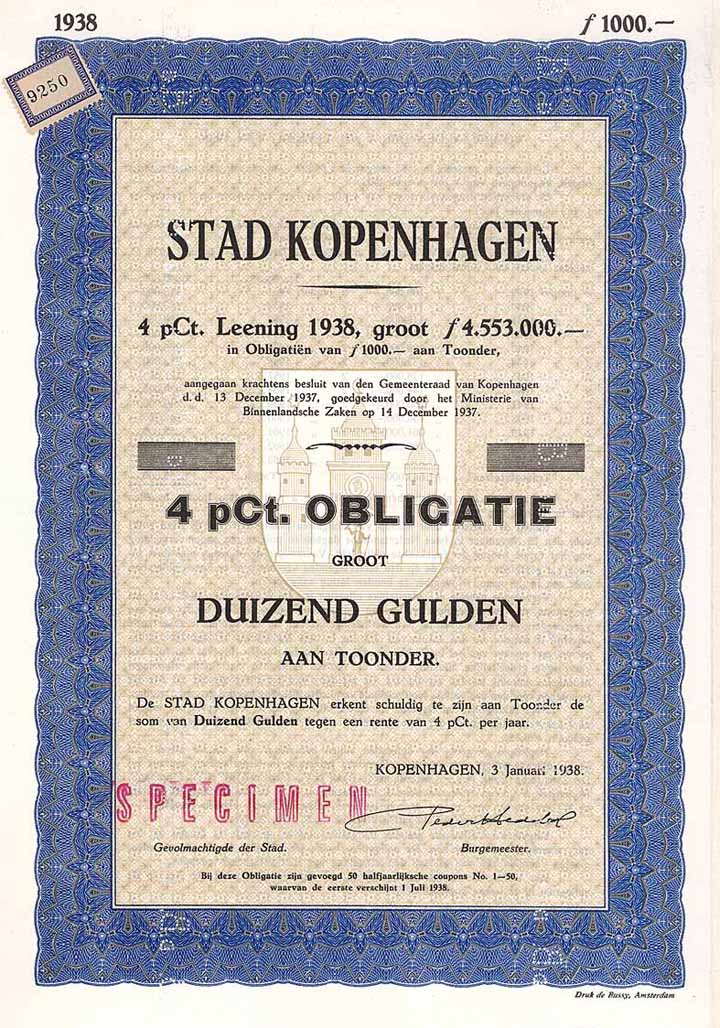 1938
ƒ 1000.—
9250
STAD KOPENHAGEN
4 pCt. Leening 1938, groot ƒ 4.553.000.—
in Obligatiën van ƒ 1000.— aan Toonder,
aangegaan krachtens besluit van den Gemeenteraad van Kopenhagen
d.d. 13 December 1937, goedgekeurd door het Ministerie van
Binnenlandsche Zaken op 14 December 1937.
4 pCt. OBLIGATIE
GROOT
DUIZEND GULDEN
AAN TOONDER.
De STAD KOPENHAGEN erkent schuldig te zijn aan Toonder de
som van Duizend Gulden tegen een rente van 4 pCt. per jaar.
KOPENHAGEN, 3 Januari 1938.
SPECIMEN
Gevolmachtigde der Stad.
Burgemeester.
Bij deze Obligatie zijn gevoegd 50 halfjaarlijksche coupons No. 1—50,
waarvan de eerste verschijnt 1 Juli 1938.
Druk de Bussy, Amsterdam